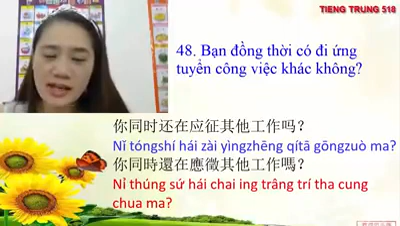 TIENG TRUNG 518
48. Bạn đồng thời có đi ứng
tuyển công việc khác không?
你同时还在应征其他工作吗？
Nǐ tóngshí hái zài yìngzhēng qítā gōngzuò ma?
你同時還在應徵其他工作嗎？
Nỉ thúng sứ hái chai ing trâng trí tha cung
chua ma?